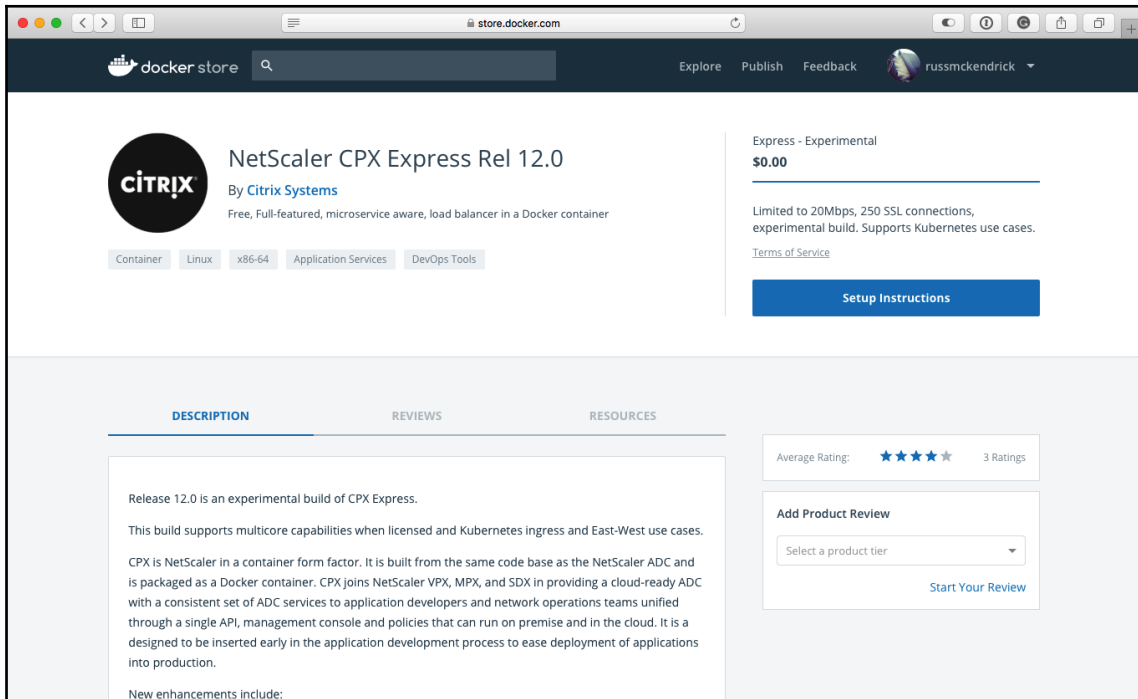 store.docker.com
docker store
Explore Publish Feedback russmckendrick
CITRIX
NetScaler CPX Express Rel 12.0
By Citrix Systems
Free, Full-featured, microservice aware, load balancer in a Docker container
Container Linux x86-64 Application Services DevOps Tools
Express - Experimental
$0.00
Limited to 20Mbps, 250 SSL connections,
experimental build. Supports Kubernetes use cases.
Terms of Service
Setup Instructions
DESCRIPTION REVIEWS RESOURCES
Release 12.0 is an experimental build of CPX Express.
This build supports multicore capabilities when licensed and Kubernetes ingress and East-West use cases.
CPX is NetScaler in a container form factor. It is built from the same code base as the NetScaler ADC and
is packaged as a Docker container. CPX joins NetScaler VPX, MPX, and SDX in providing a cloud-ready ADC
with a consistent set of ADC services to application developers and network operations teams unified
through a single API, management console and policies that can run on premise and in the cloud. It is a
designed to be inserted early in the application development process to ease deployment of applications
into production.
New enhancements include:
Average Rating: 3 Ratings
Add Product Review
Select a product tier
Start Your Review